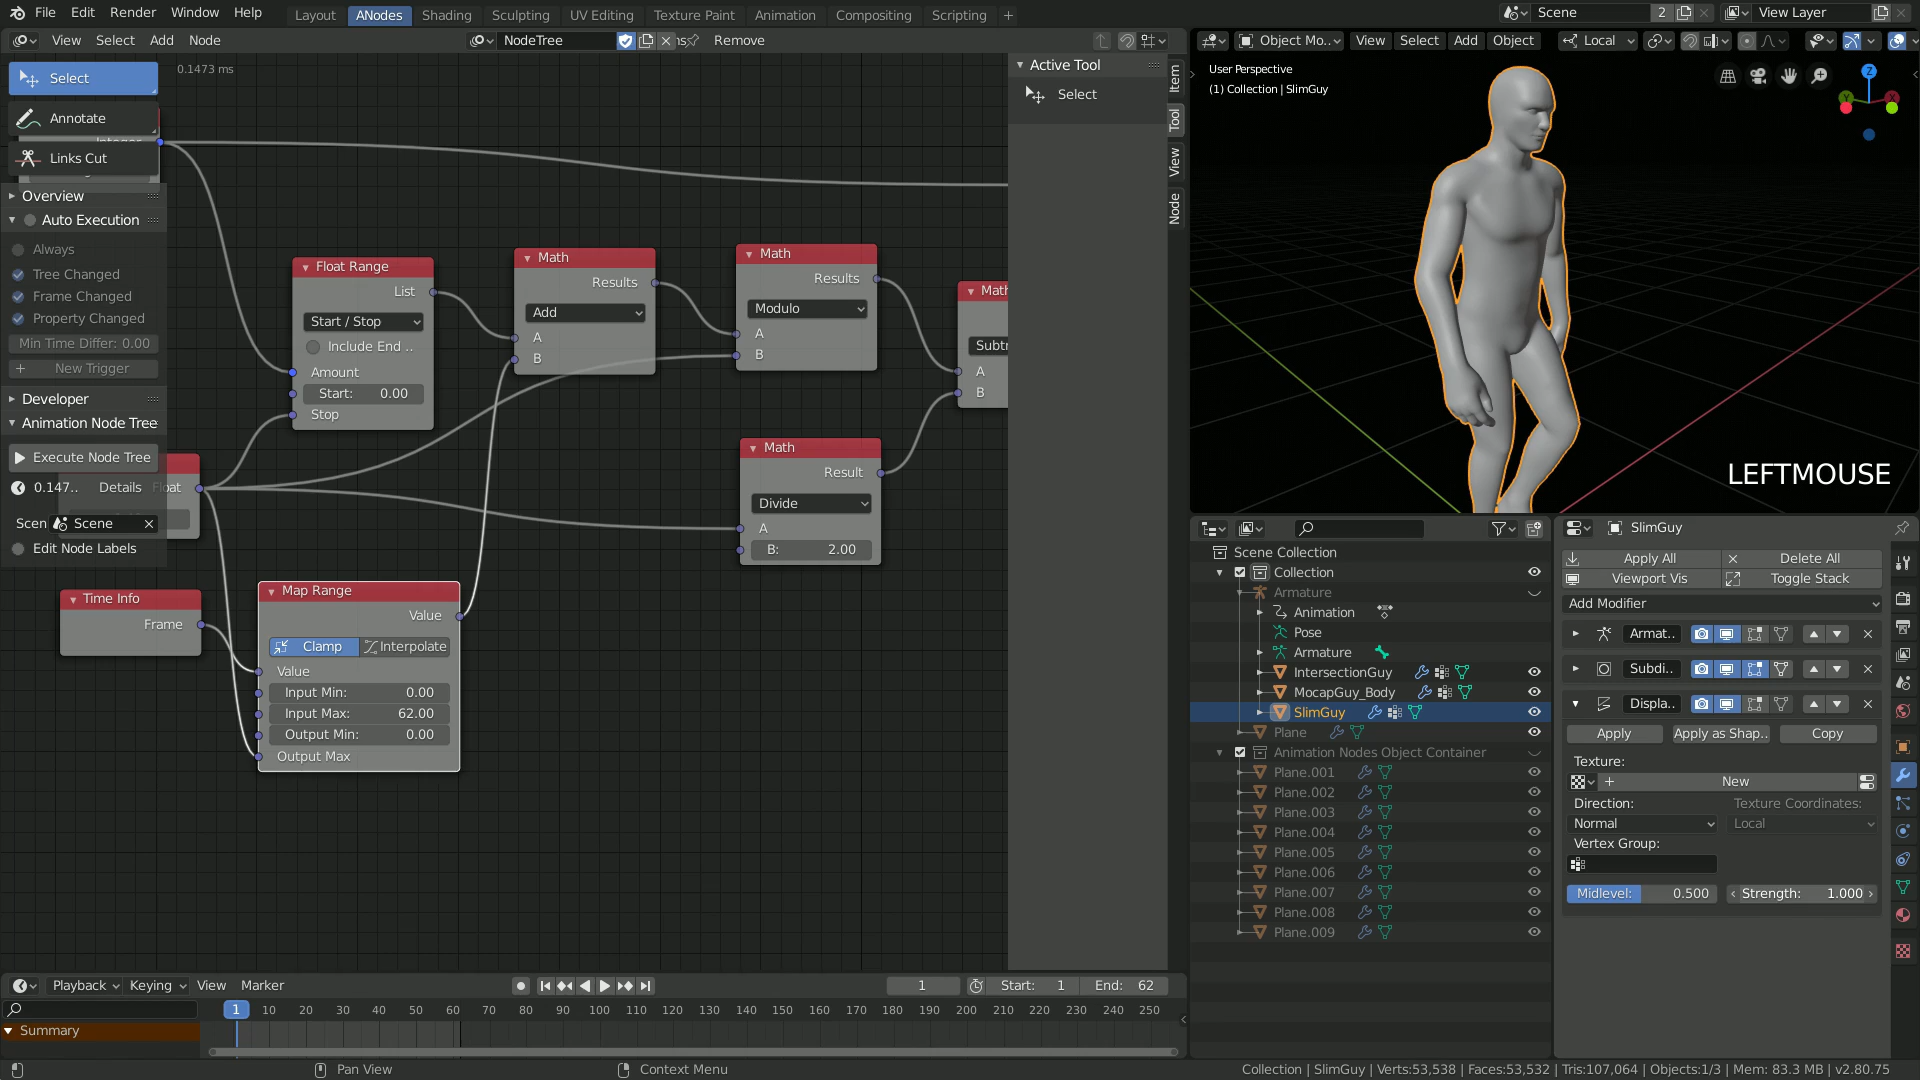 File Edit Render Window Help Layout ANodes Shading Sculpting UV Editing Texture Paint Animation Compositing Scripting + Scene 2 View Layer
View Select Add Node NodeTree Remove
Object Mo.. View Select Add Object Local
Select
0.1473 ms
Annotate
Links Cut
Overview
Auto Execution
Always
Tree Changed
Frame Changed
Property Changed
Min Time Differ: 0.00
New Trigger
Developer
Animation Node Tree
Execute Node Tree
0.147.. Details Float
Scen Scene
Edit Node Labels
Float Range
List
Start / Stop
Include End ..
Amount
Start: 0.00
Stop
Math
Results
Add
A
B
Math
Results
Modulo
A
B
Math
Subtr
A
B
Math
Result
Divide
A
B: 2.00
Time Info
Frame
Map Range
Value
Clamp Interpolate
Value
Input Min: 0.00
Input Max: 62.00
Output Min: 0.00
Output Max
Active Tool
Select
Item
Tool
View
Node
User Perspective
(1) Collection | SlimGuy
Z
LEFTMOUSE
Scene Collection
Collection
Armature
Animation
Pose
Armature
IntersectionGuy
MocapGuy_Body
SlimGuy
Plane
Animation Nodes Object Container
Plane.001
Plane.002
Plane.003
Plane.004
Plane.005
Plane.006
Plane.007
Plane.008
Plane.009
SlimGuy
Apply All Delete All
Viewport Vis Toggle Stack
Add Modifier
Armat..
Subdi..
Displa..
Apply Apply as Shap.. Copy
Texture:
New
Direction: Texture Coordinates:
Normal Local
Vertex Group:
Midlevel: 0.500 Strength: 1.000
Playback Keying View Marker 1 Start: 1 End: 62
1 10 20 30 40 50 60 70 80 90 100 110 120 130 140 150 160 170 180 190 200 210 220 230 240 250
Summary
Pan View Context Menu Collection | SlimGuy | Verts:53,538 | Faces:53,532 | Tris:107,064 | Objects:1/3 | Mem: 83.3 MB | v2.80.75